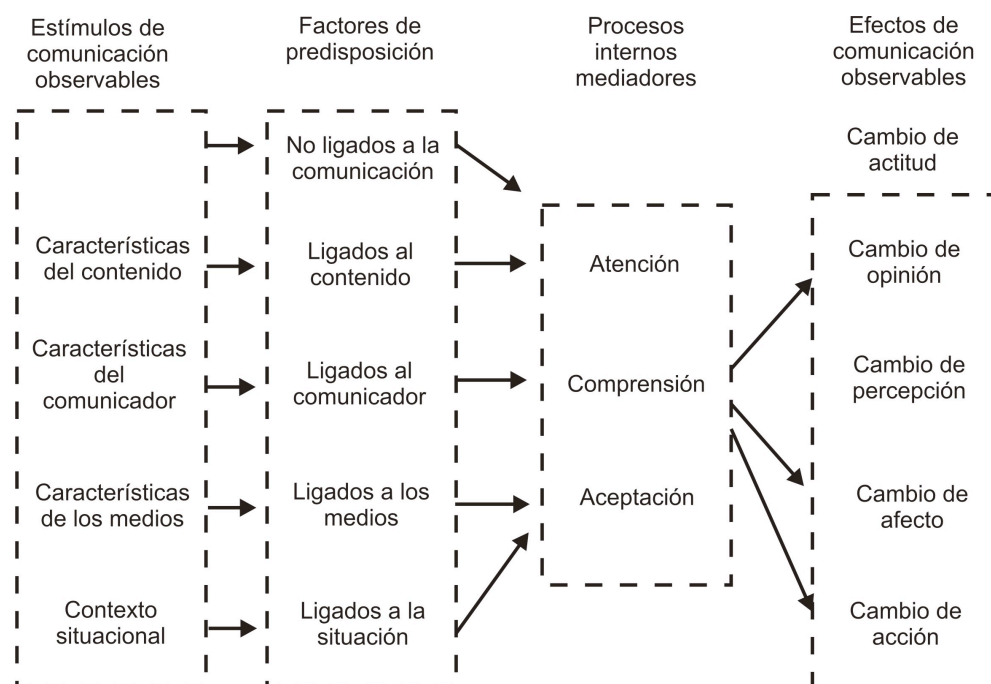 Estímulos de
comunicación
observables
Factores de
predisposición
Procesos
internos
mediadores
Efectos de
comunicación
observables
No ligados a la
comunicación
Cambio de
actitud
Características
del contenido
Ligados al
contenido
Atención
Cambio de
opinión
Características
del
comunicador
Ligados al
comunicador
Comprensión
Cambio de
percepción
Características
de los medios
Ligados a los
medios
Aceptación
Cambio de
afecto
Contexto
situacional
Ligados a la
situación
Cambio de
acción